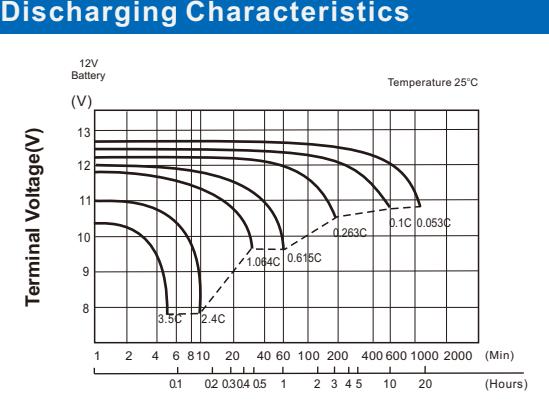 Discharging Characteristics
12V
Battery
Temperature 25°C
(V)
Terminal Voltage(V)
13
12
11
10
9
8
0.1C 0.053C
0.263C
0.615C
1.064C
3.5C 2.4C
1 2 4 6 8 10 20 40 60 100 200 400 600 1000 2000 (Min)
0.1 0.2 0.3 0.4 0.5 1 2 3 4 5 10 20 (Hours)